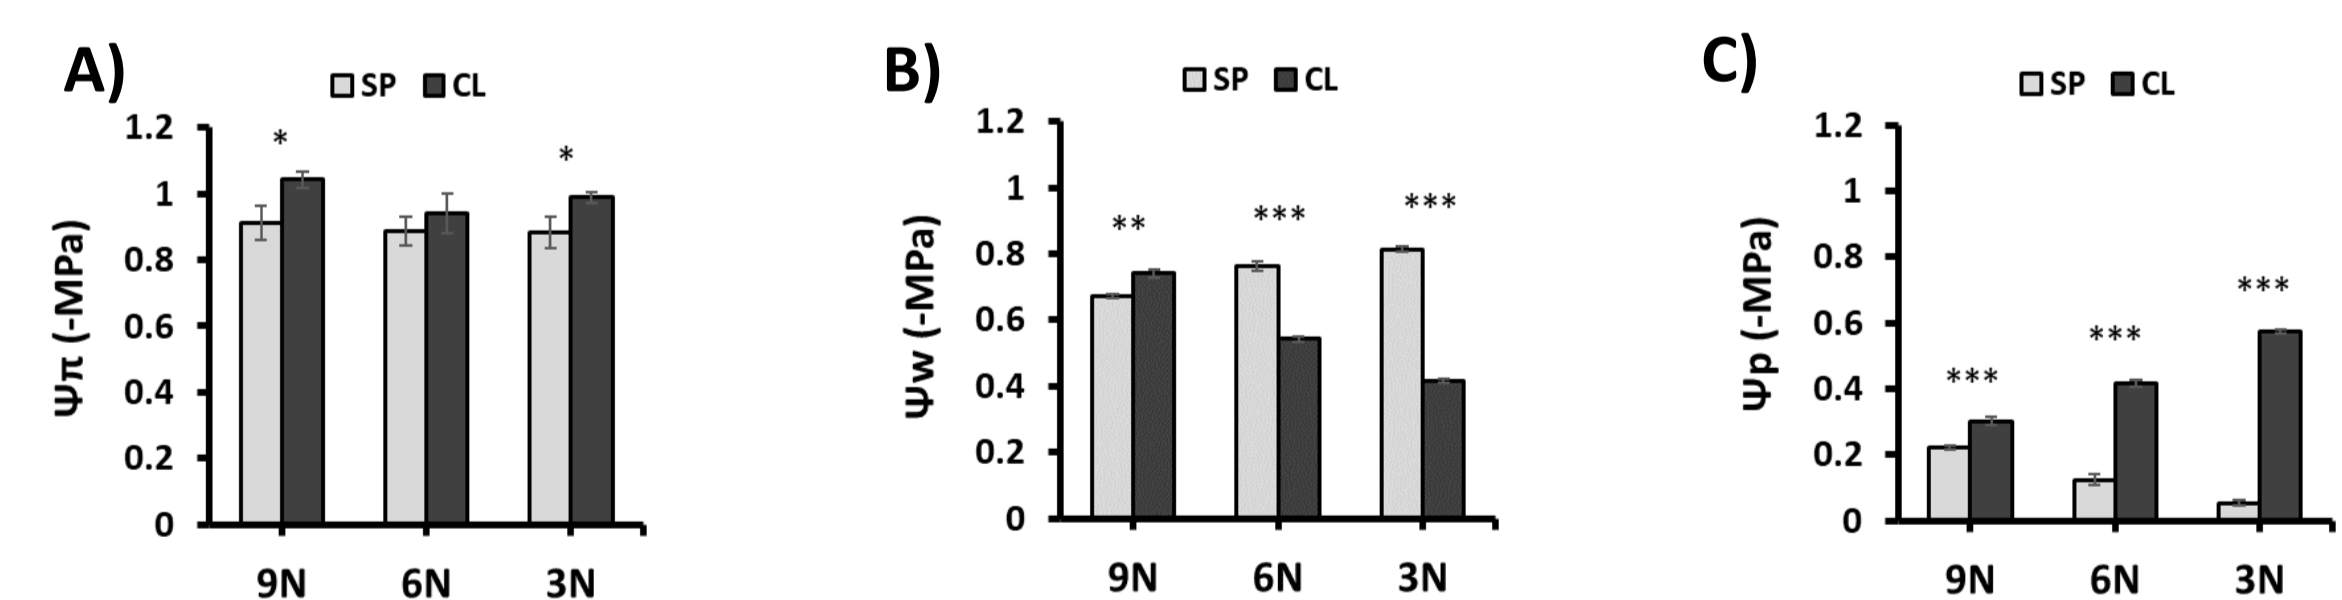 A)
SP CL
1.2
1
0.8
0.6
0.4
0.2
0
Ψπ (-MPa)
*
*
9N 6N 3N
B)
SP CL
1.2
1
0.8
0.6
0.4
0.2
0
Ψw (-MPa)
**
***
***
9N 6N 3N
C)
SP CL
1.2
1
0.8
0.6
0.4
0.2
0
Ψp (-MPa)
***
***
***
9N 6N 3N